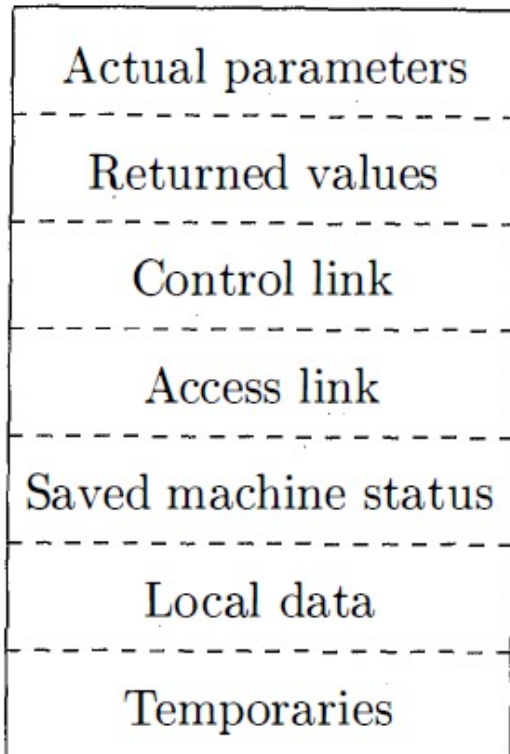 Actual parameters
Returned values
Control link
Access link
Saved machine status
Local data
Temporaries